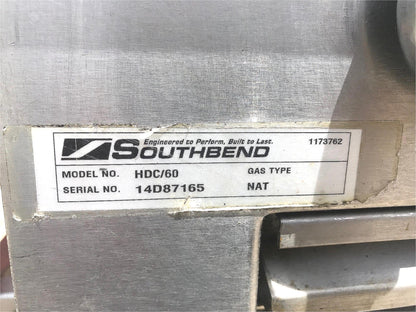 Engineered to Perform, Built to Last.
SOUTHBEND 1173762
MODEL NO. HDC/60 GAS TYPE
SERIAL NO. 14D87165 NAT